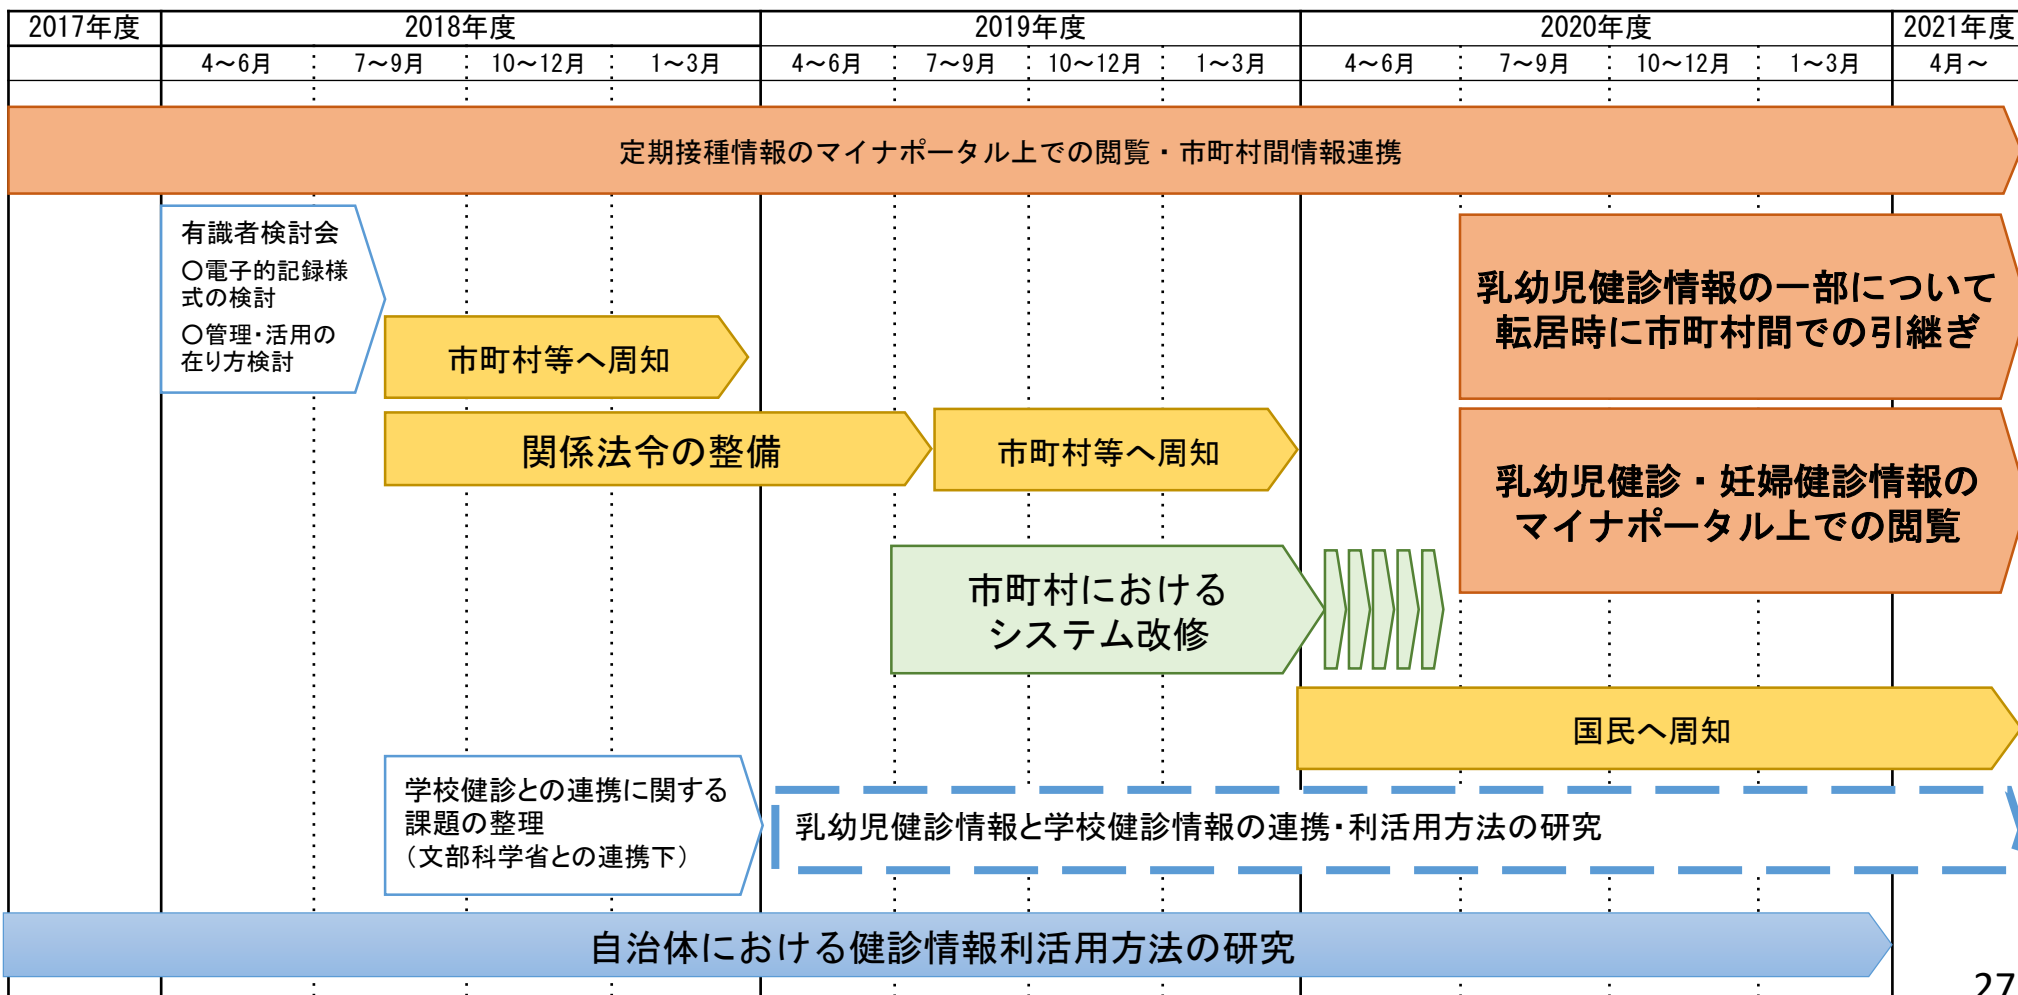 2017年度
2018年度
2019年度
2020年度
2021年度
4～6月
7～9月
10～12月
1～3月
4～6月
7～9月
10～12月
1～3月
4～6月
7～9月
10～12月
1～3月
4月～
定期接種情報のマイナポータル上での閲覧・市町村間情報連携
有識者検討会
○電子的記録様
式の検討
○管理・活用の
在り方検討
市町村等へ周知
関係法令の整備
市町村等へ周知
乳幼児健診情報の一部について
転居時に市町村間での引継ぎ
乳幼児健診・妊婦健診情報の
マイナポータル上での閲覧
市町村における
システム改修
国民へ周知
学校健診との連携に関する
課題の整理
（文部科学省との連携下）
乳幼児健診情報と学校健診情報の連携・利活用方法の研究
自治体における健診情報利活用方法の研究
27